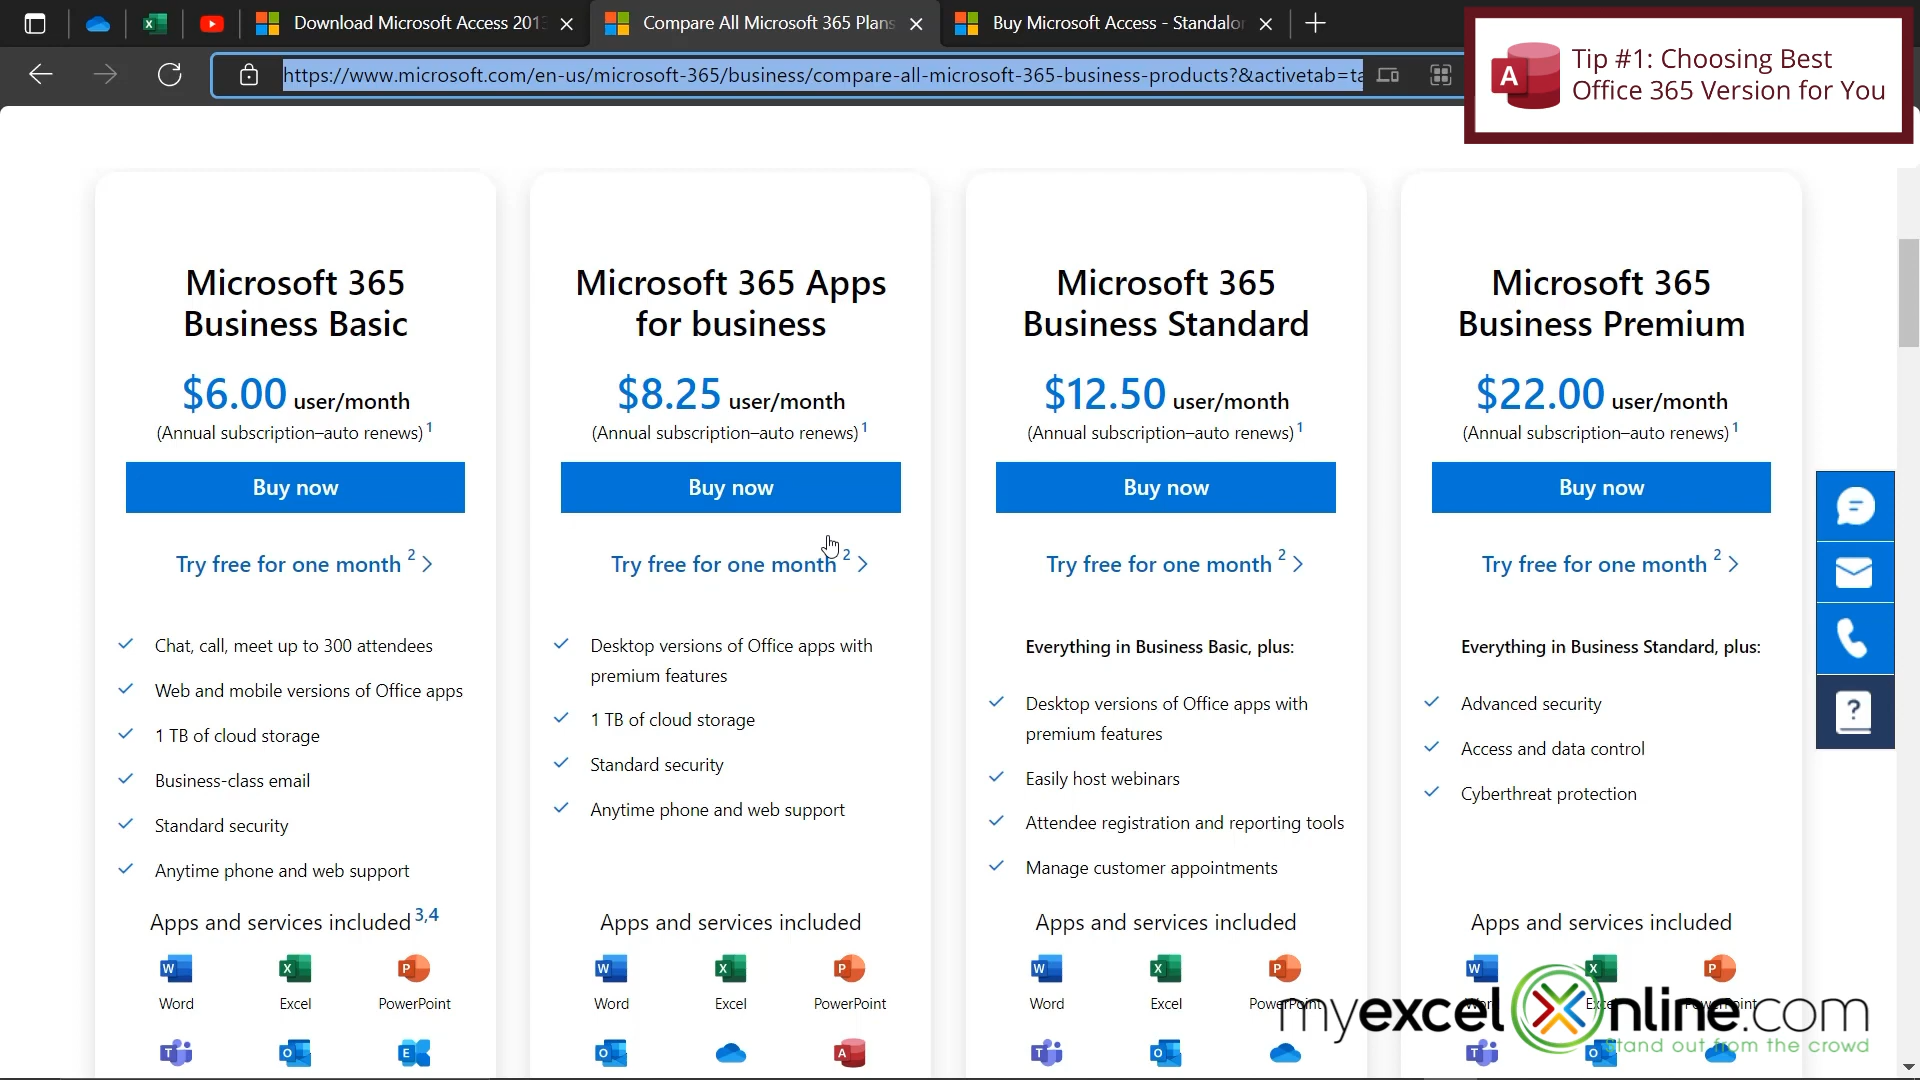 Download Microsoft Access 201
Compare All Microsoft 365 Plans
Buy Microsoft Access - Standalo
https://www.microsoft.com/en-us/microsoft-365/business/compare-all-microsoft-365-business-products?&activetab=ta
A
Tip #1: Choosing Best
Office 365 Version for You
Microsoft 365
Business Basic
$6.00 user/month
(Annual subscription–auto renews) 1
Buy now
Try free for one month 2
Chat, call, meet up to 300 attendees
Web and mobile versions of Office apps
1 TB of cloud storage
Business-class email
Standard security
Anytime phone and web support
Apps and services included 3,4
Word
Excel
PowerPoint
Microsoft 365 Apps
for business
$8.25 user/month
(Annual subscription–auto renews) 1
Buy now
Try free for one month 2
Desktop versions of Office apps with
premium features
1 TB of cloud storage
Standard security
Anytime phone and web support
Apps and services included
Word
Excel
PowerPoint
Microsoft 365
Business Standard
$12.50 user/month
(Annual subscription–auto renews) 1
Buy now
Try free for one month 2
Everything in Business Basic, plus:
Desktop versions of Office apps with
premium features
Easily host webinars
Attendee registration and reporting tools
Manage customer appointments
Apps and services included
Word
Excel
PowerPoint
Microsoft 365
Business Premium
$22.00 user/month
(Annual subscription–auto renews) 1
Buy now
Try free for one month 2
Everything in Business Standard, plus:
Advanced security
Access and data control
Cyberthreat protection
Apps and services included
Word
Excel
PowerPoint
myexcelonline.com
Stand out from the crowd